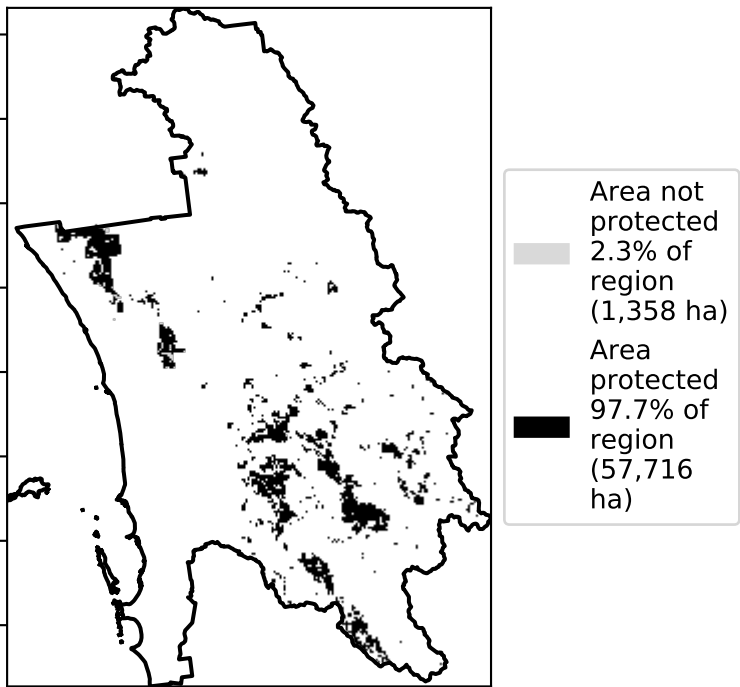 Area not
protected
2.3% of
region
(1,358 ha)
Area
protected
97.7% of
region
(57,716
ha)